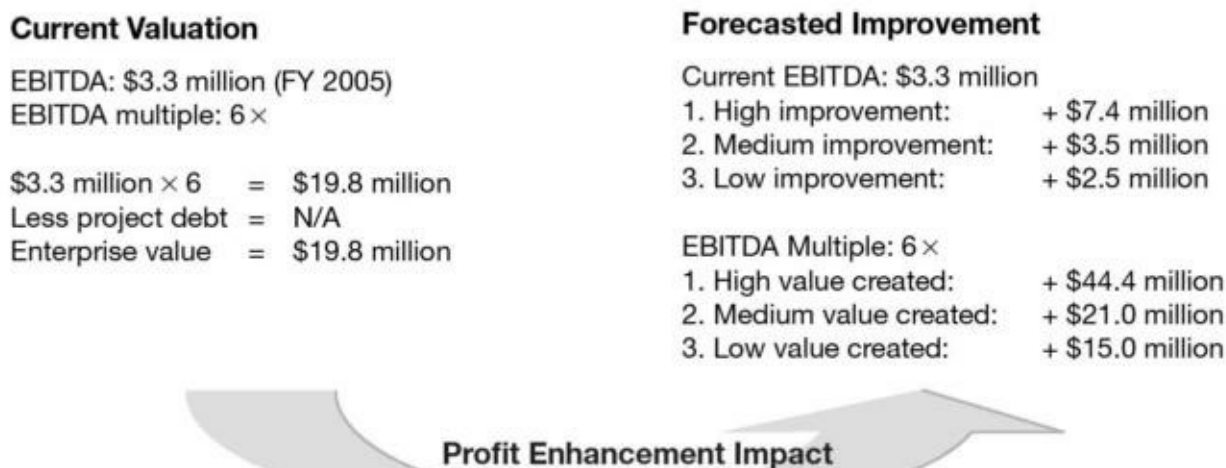 Current Valuation
EBITDA: $3.3 million (FY 2005)
EBITDA multiple: 6×
$3.3 million × 6 = $19.8 million
Less project debt = N/A
Enterprise value = $19.8 million
Forecasted Improvement
Current EBITDA: $3.3 million
1. High improvement: + $7.4 million
2. Medium improvement: + $3.5 million
3. Low improvement: + $2.5 million
EBITDA Multiple: 6×
1. High value created: + $44.4 million
2. Medium value created: + $21.0 million
3. Low value created: + $15.0 million
Profit Enhancement Impact